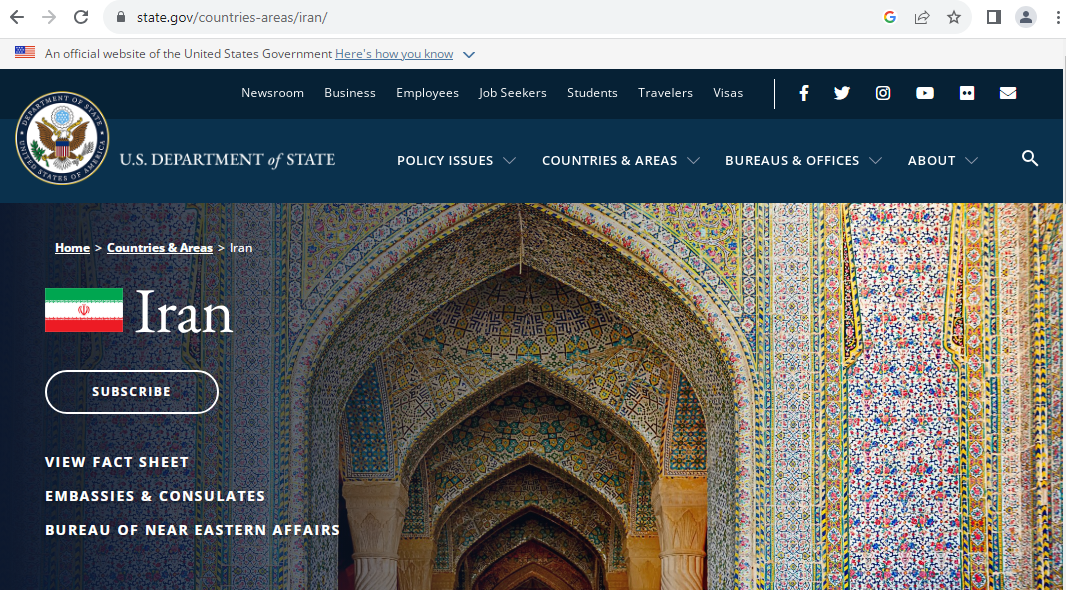 state.gov/countries-areas/iran/
An official website of the United States Government Here's how you know
Newsroom Business Employees Job Seekers Students Travelers Visas
DEPARTMENT OF STATE
UNITED STATES OF AMERICA
U.S. DEPARTMENT of STATE
POLICY ISSUES COUNTRIES & AREAS BUREAUS & OFFICES ABOUT
Home > Countries & Areas > Iran
Iran
SUBSCRIBE
VIEW FACT SHEET
EMBASSIES & CONSULATES
BUREAU OF NEAR EASTERN AFFAIRS